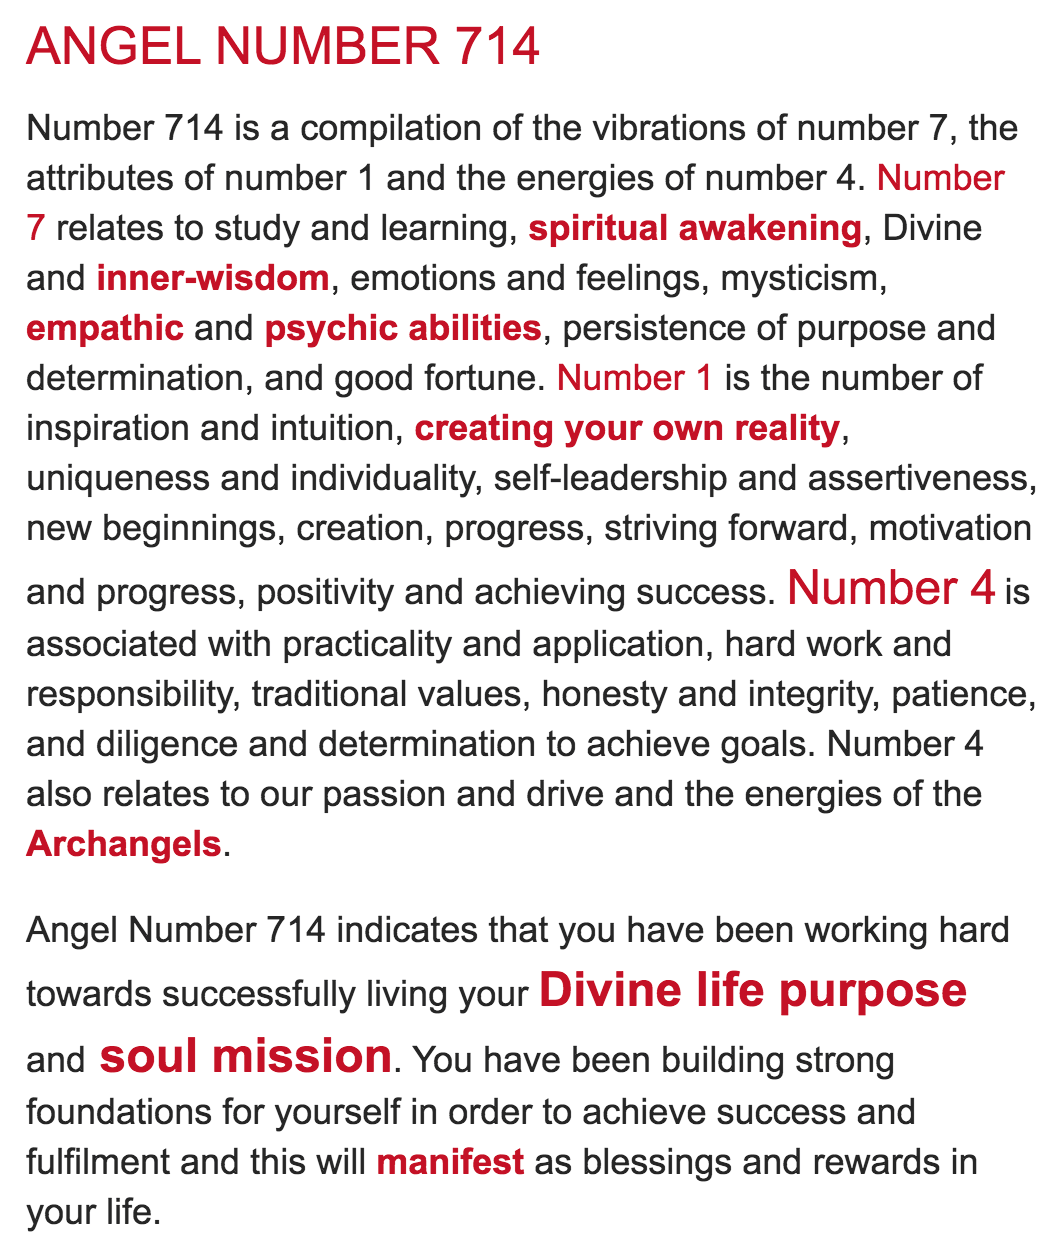 ANGEL NUMBER 714
Number 714 is a compilation of the vibrations of number 7, the
attributes of number 1 and the energies of number 4. Number
7 relates to study and learning, spiritual awakening, Divine
and inner-wisdom, emotions and feelings, mysticism,
empathic and psychic abilities, persistence of purpose and
determination, and good fortune. Number 1 is the number of
inspiration and intuition, creating your own reality,
uniqueness and individuality, self-leadership and assertiveness,
new beginnings, creation, progress, striving forward, motivation
and progress, positivity and achieving success. Number 4 is
associated with practicality and application, hard work and
responsibility, traditional values, honesty and integrity, patience,
and diligence and determination to achieve goals. Number 4
also relates to our passion and drive and the energies of the
Archangels.
Angel Number 714 indicates that you have been working hard
towards successfully living your Divine life purpose
and soul mission. You have been building strong
foundations for yourself in order to achieve success and
fulfilment and this will manifest as blessings and rewards in
your life.